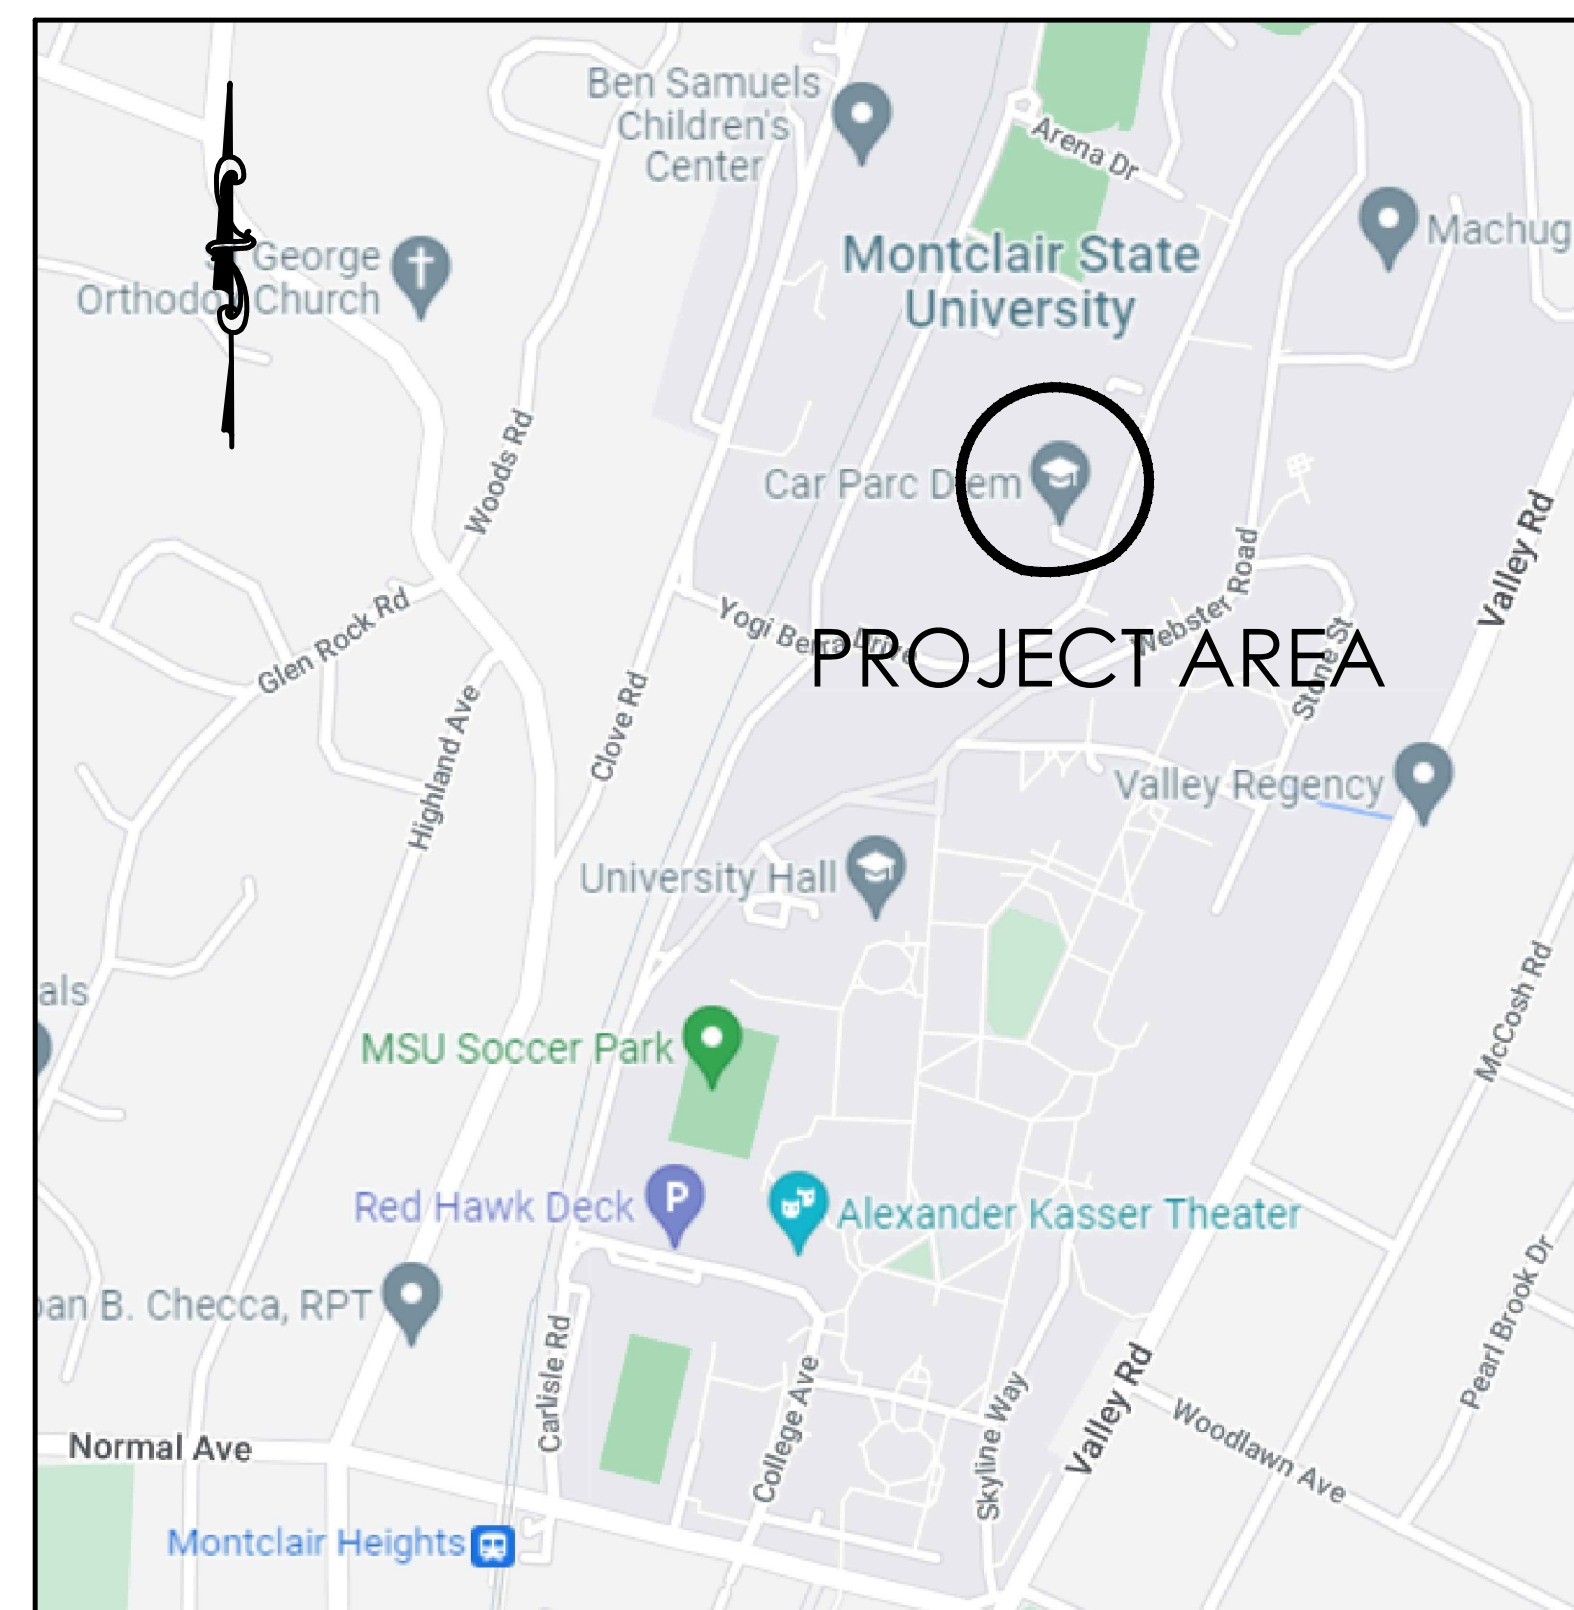 Ben Samuels
Children's
Center
Arena Dr
Machug
Montclair State
University
George
Orthodox Church
Woods Rd
Car Parc Diem
Valley Rd
Webster Road
Glen Rock Rd
Yogi Berra Drive
PROJECT AREA
Stone St
Highland Ave
Clove Rd
Valley Regency
University Hall
als
McCosh Rd
MSU Soccer Park
Red Hawk Deck
P
Alexander Kasser Theater
Pearl Brook Dr
an B. Checca, RPT
Carlisle Rd
College Ave
Skyline Way
Valley Rd
Woodlawn Ave
Normal Ave
Montclair Heights